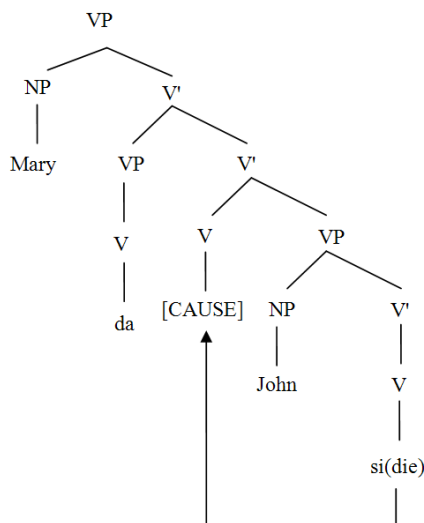 VP
NP V'
Mary VP V'
V V VP
da [CAUSE] NP V'
John V
si(die)